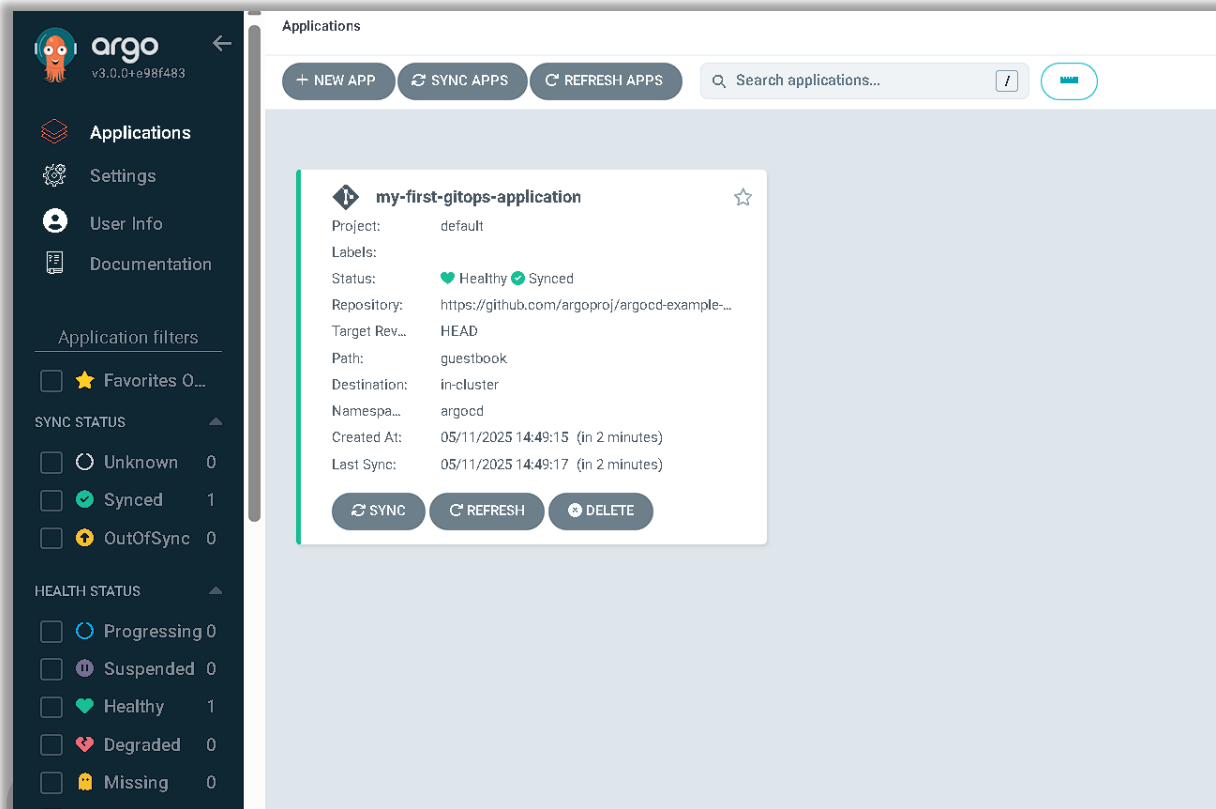 argo
v3.0.0+e98f483
Applications
Settings
User Info
Documentation
Application filters
Favorites O...
SYNC STATUS
Unknown 0
Synced 1
OutOfSync 0
HEALTH STATUS
Progressing 0
Suspended 0
Healthy 1
Degraded 0
Missing 0
Applications
+ NEW APP SYNC APPS REFRESH APPS Search applications... /
my-first-gitops-application
Project: default
Labels:
Status: Healthy Synced
Repository: https://github.com/argoproj/argocd-example-...
Target Rev... HEAD
Path: guestbook
Destination: in-cluster
Namespa... argocd
Created At: 05/11/2025 14:49:15 (in 2 minutes)
Last Sync: 05/11/2025 14:49:17 (in 2 minutes)
SYNC REFRESH DELETE